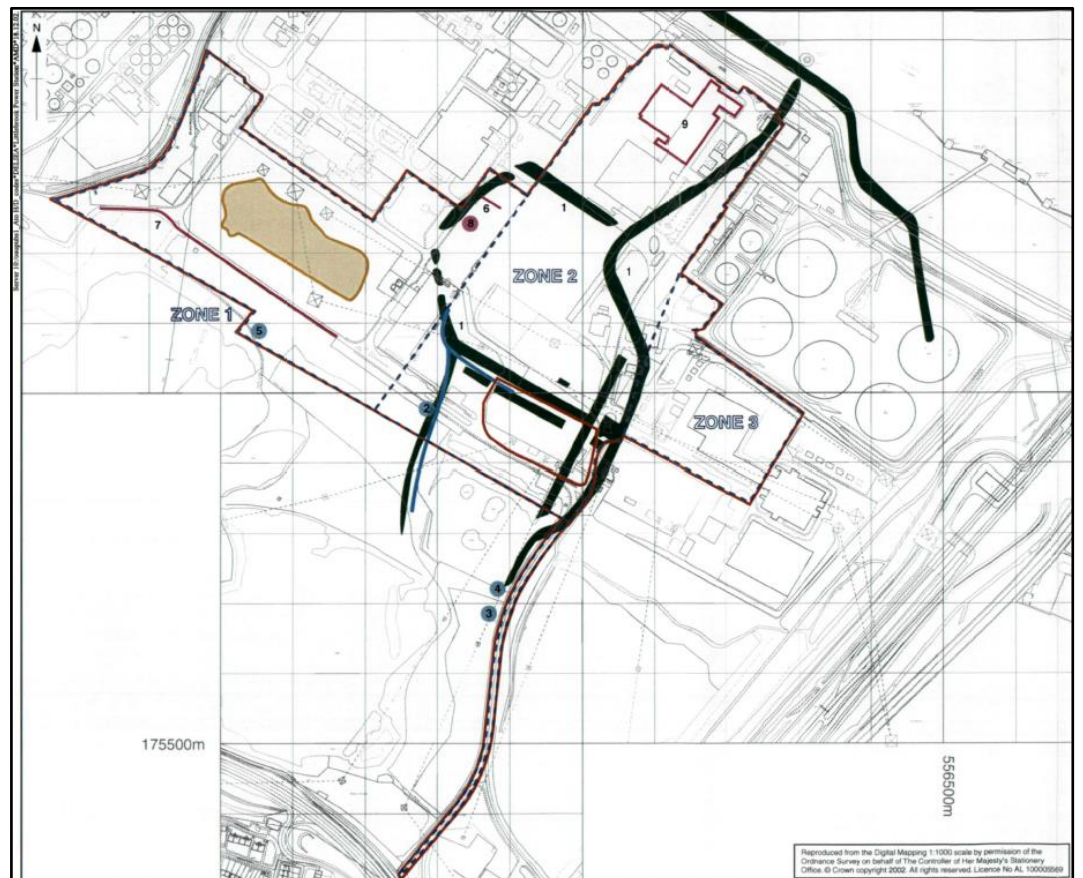 N
9
6
1
8
7
ZONE 2
1
ZONE 1
5
1
2
ZONE 3
4
3
175500m
556500m
Reproduced from the Digital Mapping 1:1000 scale by permission of the
Ordnance Survey on behalf of The Controller of Her Majesty's Stationery
Office. © Crown copyright 2002. All rights reserved. Licence No AL 100005569